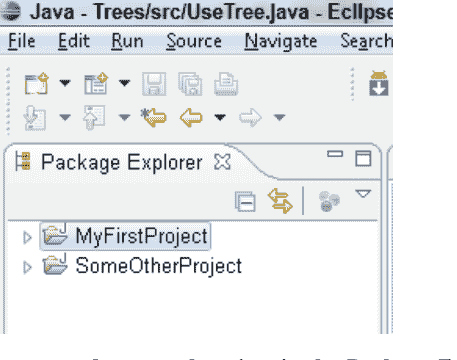 Java - Trees/src/UseTree.java - Eclipse
File Edit Run Source Navigate Search
Package Explorer
MyFirstProject
SomeOtherProject